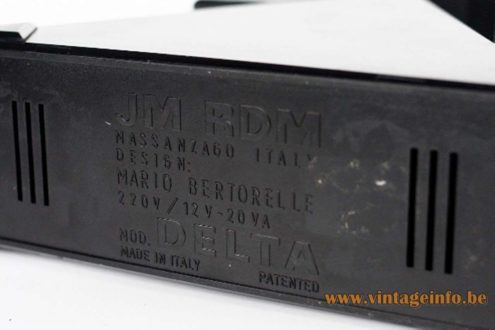 JM RDM
MASSANZAGO ITALY
DESIGN:
MARIO BERTORELLE
220V/12V-20VA
MOD. DELTA
MADE IN ITALY PATENTED
www.vintageinfo.be